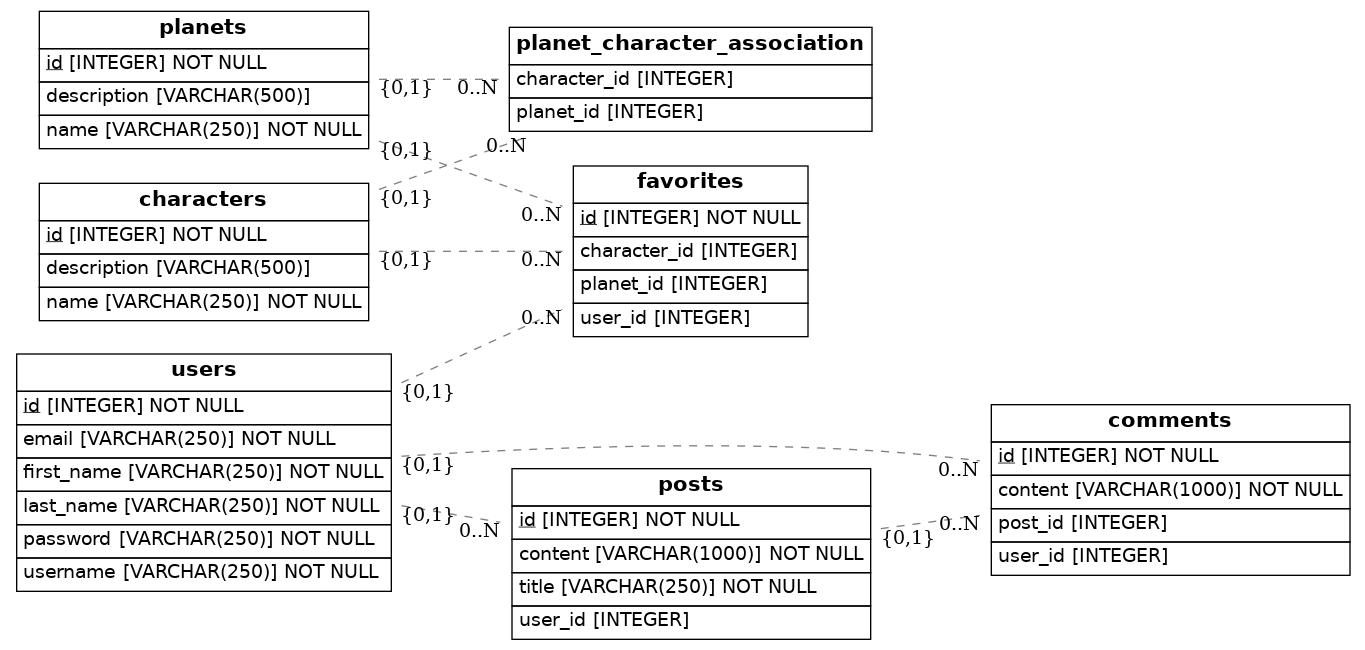 planets
id [INTEGER] NOT NULL
description [VARCHAR(500)]
name [VARCHAR(250)] NOT NULL
planet_character_association
character_id [INTEGER]
planet_id [INTEGER]
{0,1}
0..N
{0,1}
0..N
characters
id [INTEGER] NOT NULL
description [VARCHAR(500)]
name [VARCHAR(250)] NOT NULL
{0,1}
0..N
{0,1}
0..N
favorites
id [INTEGER] NOT NULL
character_id [INTEGER]
planet_id [INTEGER]
user_id [INTEGER]
0..N
{0,1}
users
id [INTEGER] NOT NULL
email [VARCHAR(250)] NOT NULL
first_name [VARCHAR(250)] NOT NULL
last_name [VARCHAR(250)] NOT NULL
password [VARCHAR(250)] NOT NULL
username [VARCHAR(250)] NOT NULL
{0,1}
0..N
{0,1}
0..N
posts
id [INTEGER] NOT NULL
content [VARCHAR(1000)] NOT NULL
title [VARCHAR(250)] NOT NULL
user_id [INTEGER]
{0,1}
0..N
comments
id [INTEGER] NOT NULL
content [VARCHAR(1000)] NOT NULL
post_id [INTEGER]
user_id [INTEGER]